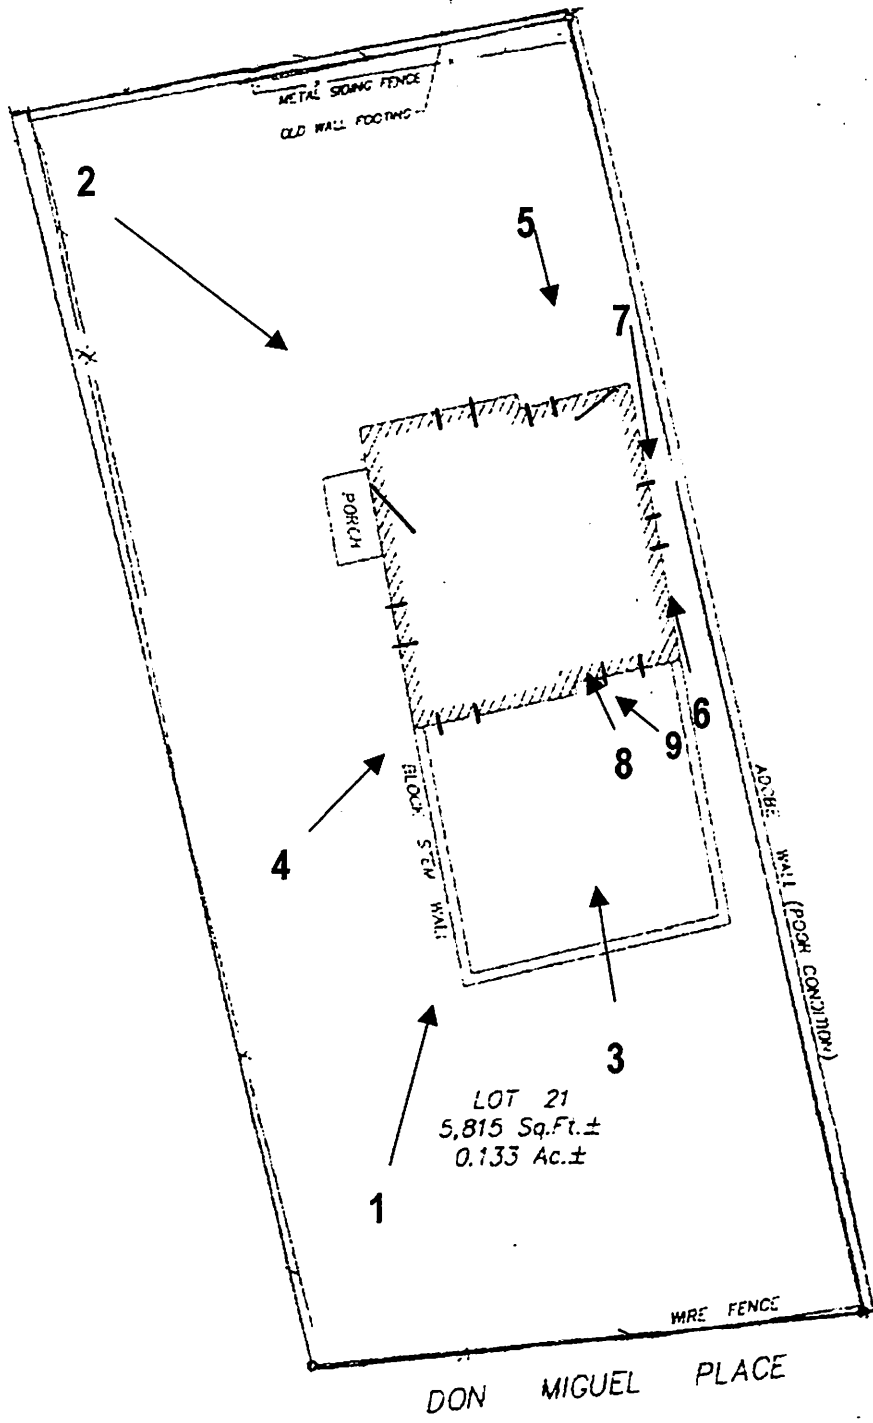 METAL SIDING FENCE
OLD WALL FOOTING
2
5
7
PORCH
6
9
8
BLOCK STEM WALL
4
ADOBE WALL (POOR CONDITION)
3
LOT 21
5,815 Sq.Ft.±
0.133 Ac.±
1
WIRE FENCE
DON MIGUEL PLACE